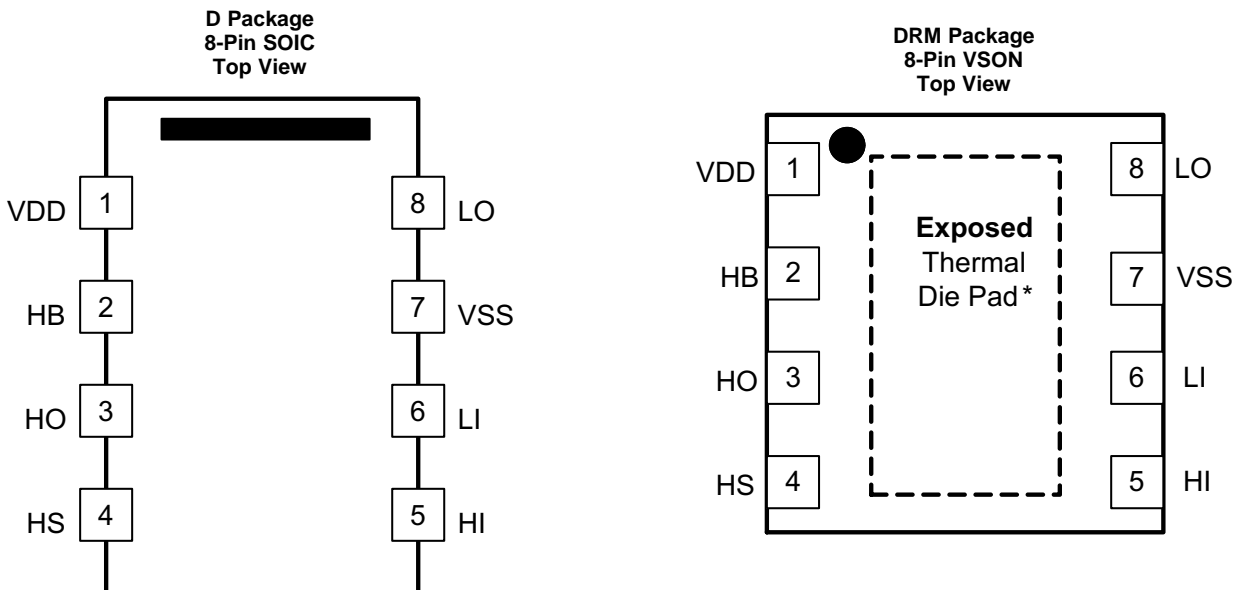 D Package
8-Pin SOIC
Top View
VDD 1
8 LO
HB 2
7 VSS
HO 3
6 LI
HS 4
5 HI
DRM Package
8-Pin VSON
Top View
VDD 1
8 LO
HB 2
7 VSS
HO 3
6 LI
HS 4
5 HI
Exposed
Thermal
Die Pad *